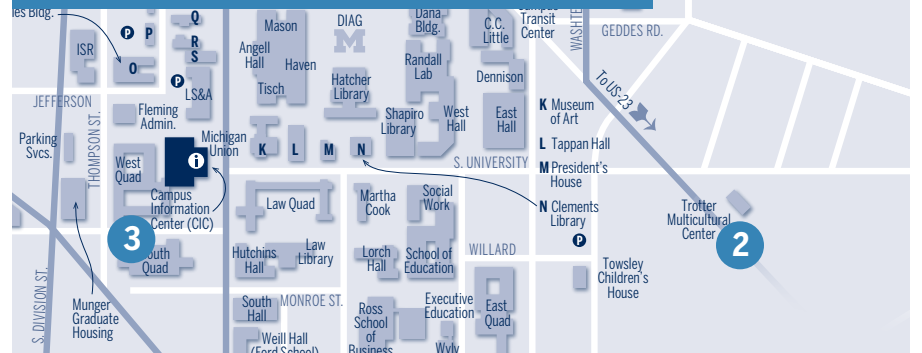 les Bldg.
P
P
Q
R
S
O
P
ISR
LS&A
JEFFERSON
Mason
Angell
Hall
Haven
Tisch
DIAG
M
Hatcher
Library
Dana
Bldg.
C.C.
Little
Campus
Transit
Center
Randall
Lab
Dennison
WASHTE
GEDDES RD.
To US-23
Fleming
Admin.
Parking
Svcs.
THOMPSON ST.
Michigan
Union
i
K
L
M
N
Shapiro
Library
West
Hall
East
Hall
K Museum
of Art
L Tappan Hall
M President's
House
N Clements
Library
P
S. UNIVERSITY
West
Quad
Campus
Information
Center (CIC)
Law Quad
Martha
Cook
Social
Work
Trotter
Multicultural
Center
2
3
South
Quad
Hutchins
Hall
Law
Library
Lorch
Hall
School of
Education
WILLARD
Towsley
Children's
House
S. DIVISION ST.
Munger
Graduate
Housing
South
Hall
MONROE ST.
Weill Hall
(Ford School)
Ross
School
of
Business
Executive
Education
Wyly
East
Quad